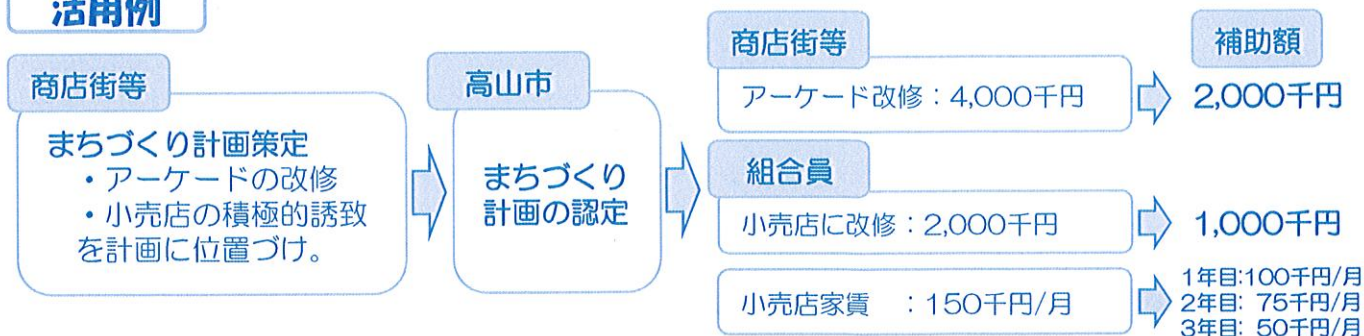 活用例
商店街等
まちづくり計画策定
・アーケードの改修
・小売店の積極的誘致
を計画に位置づけ。
高山市
まちづくり
計画の認定
商店街等
アーケード改修：4,000千円
補助額
2,000千円
組合員
小売店に改修：2,000千円
1,000千円
小売店家賃　：150千円/月
1年目:100千円/月
2年目: 75千円/月
3年目: 50千円/月